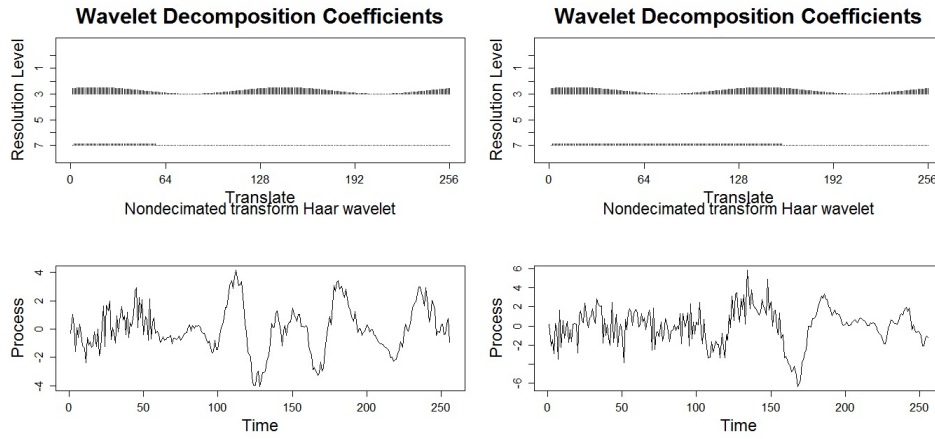 Wavelet Decomposition Coefficients
Resolution Level
1
3
5
7
0 64 128 192 256
Translate
Nondecimated transform Haar wavelet
Process
4
2
0
-2
-4
0 50 100 150 200 250
Time
Wavelet Decomposition Coefficients
Resolution Level
1
3
5
7
0 64 128 192 256
Translate
Nondecimated transform Haar wavelet
Process
6
2
-2
-6
0 50 100 150 200 250
Time